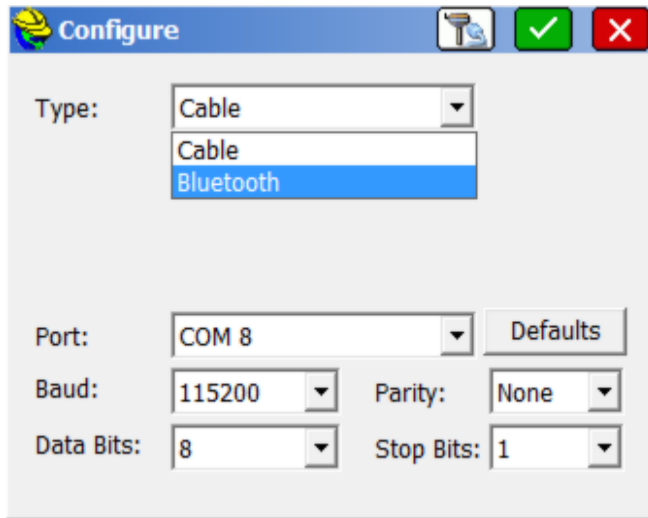 Configure
Type: Cable
Cable
Bluetooth
Port: COM 8 Defaults
Baud: 115200 Parity: None
Data Bits: 8 Stop Bits: 1